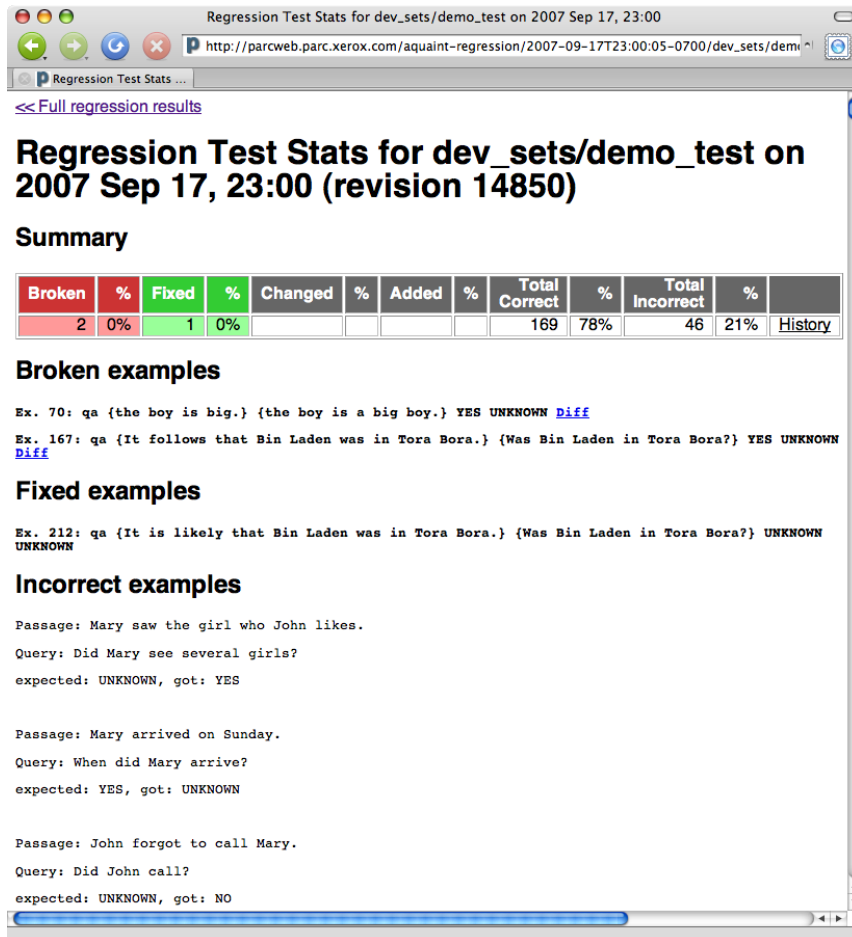 Regression Test Stats for dev_sets/demo_test on 2007 Sep 17, 23:00
http://parcweb.parc.xerox.com/aquaint-regression/2007-09-17T23:00:05-0700/dev_sets/dem
Regression Test Stats ...
<< Full regression results
Regression Test Stats for dev_sets/demo_test on
2007 Sep 17, 23:00 (revision 14850)
Summary
Broken % Fixed % Changed % Added % Total Correct % Total Incorrect %
2 0% 1 0% 169 78% 46 21% History
Broken examples
Ex. 70: qa {the boy is big.} {the boy is a big boy.} YES UNKNOWN Diff
Ex. 167: qa {It follows that Bin Laden was in Tora Bora.} {Was Bin Laden in Tora Bora?} YES UNKNOWN
Diff
Fixed examples
Ex. 212: qa {It is likely that Bin Laden was in Tora Bora.} {Was Bin Laden in Tora Bora?} UNKNOWN
UNKNOWN
Incorrect examples
Passage: Mary saw the girl who John likes.
Query: Did Mary see several girls?
expected: UNKNOWN, got: YES
Passage: Mary arrived on Sunday.
Query: When did Mary arrive?
expected: YES, got: UNKNOWN
Passage: John forgot to call Mary.
Query: Did John call?
expected: UNKNOWN, got: NO